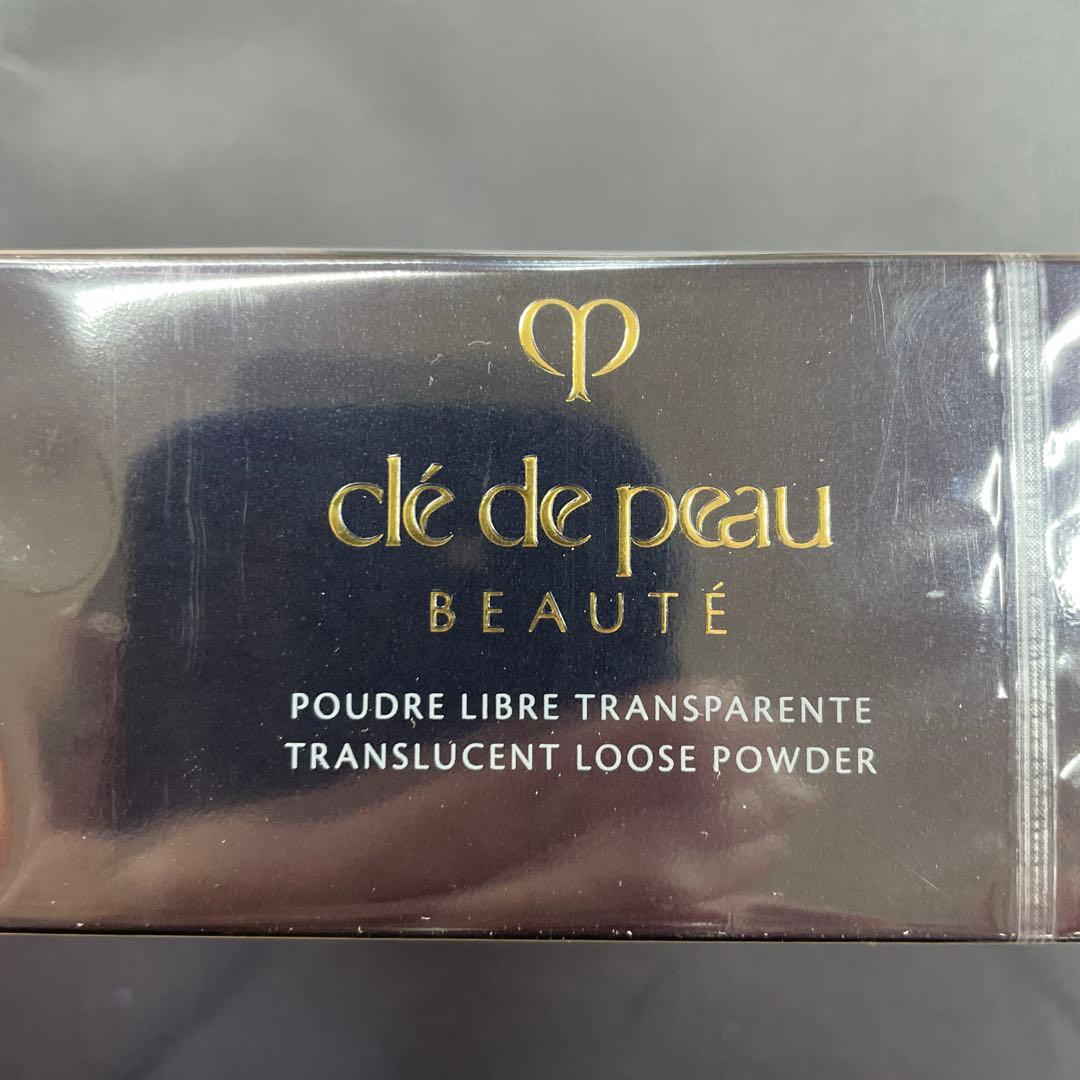 clé de peau
BEAUTÉ
POUDRE LIBRE TRANSPARENTE
TRANSLUCENT LOOSE POWDER